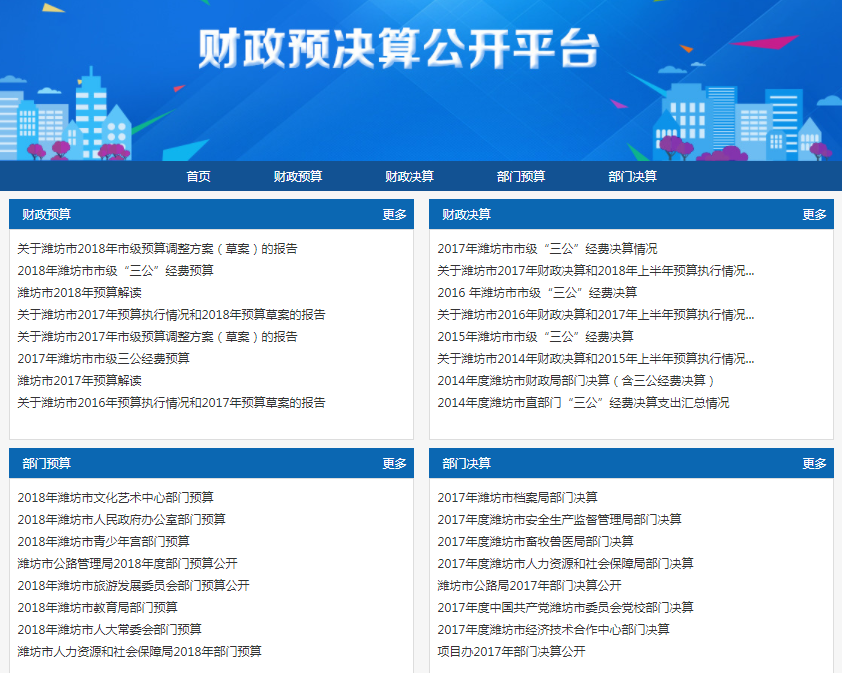 财政预决算公开平台
首页 财政预算 财政决算 部门预算 部门决算
财政预算 更多
关于潍坊市2018年市级预算调整方案（草案）的报告
2018年潍坊市市级“三公”经费预算
潍坊市2018年预算解读
关于潍坊市2017年预算执行情况和2018年预算草案的报告
关于潍坊市2017年市级预算调整方案（草案）的报告
2017年潍坊市市级三公经费预算
潍坊市2017年预算解读
关于潍坊市2016年预算执行情况和2017年预算草案的报告
财政决算 更多
2017年潍坊市市级“三公”经费决算情况
关于潍坊市2017年财政决算和2018年上半年预算执行情况...
2016 年潍坊市市级“三公”经费决算
关于潍坊市2016年财政决算和2017年上半年预算执行情况...
2015年潍坊市市级“三公”经费决算
关于潍坊市2014年财政决算和2015年上半年预算执行情况...
2014年度潍坊市财政局部门决算（含三公经费决算）
2014年度潍坊市直部门“三公”经费决算支出汇总情况
部门预算 更多
2018年潍坊市文化艺术中心部门预算
2018年潍坊市人民政府办公室部门预算
2018年潍坊市青少年宫部门预算
潍坊市公路管理局2018年度部门预算公开
2018年潍坊市旅游发展委员会部门预算公开
2018年潍坊市教育局部门预算
2018年潍坊市人大常委会部门预算
潍坊市人力资源和社会保障局2018年部门预算
部门决算 更多
2017年潍坊市档案局部门决算
2017年度潍坊市安全生产监督管理局部门决算
2017年度潍坊市畜牧兽医局部门决算
2017年度潍坊市人力资源和社会保障局部门决算
潍坊市公路局2017年部门决算公开
2017年度中国共产党潍坊市委员会党校部门决算
2017年度潍坊市经济技术合作中心部门决算
项目办2017年部门决算公开